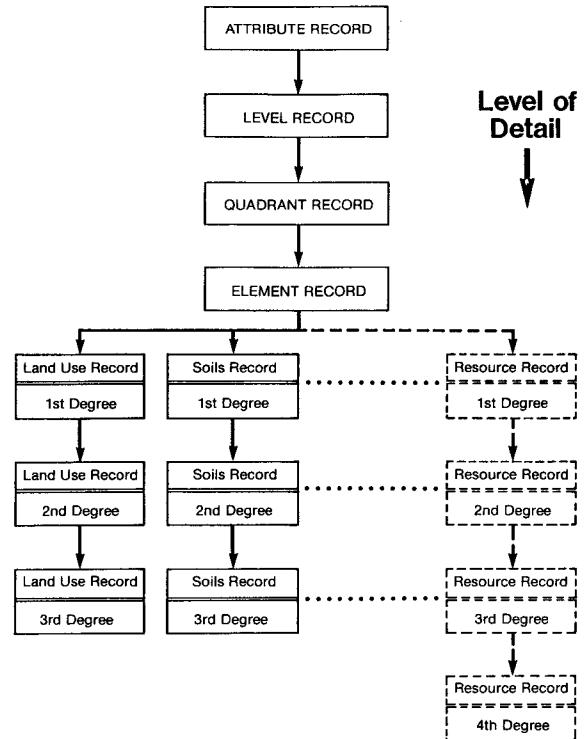 ATTRIBUTE RECORD
LEVEL RECORD
Level of
Detail
QUADRANT RECORD
ELEMENT RECORD
Land Use Record
1st Degree
Soils Record
1st Degree
Resource Record
1st Degree
Land Use Record
2nd Degree
Soils Record
2nd Degree
Resource Record
2nd Degree
Land Use Record
3rd Degree
Soils Record
3rd Degree
Resource Record
3rd Degree
Resource Record
4th Degree